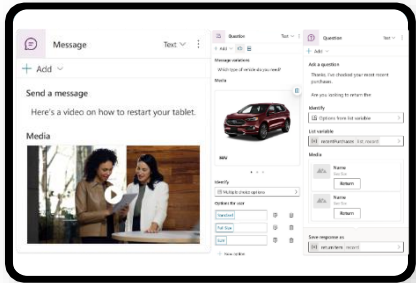 Message
Text
+ Add
Send a message
Here's a video on how to restart your tablet.
Media
Question
Text
+ Add
Message variations
Which type of vehicle do you need?
Media
SUV
Identify
Multiple choice options
Options for user
Standard
Full Size
SUV
+ New option
Question
Text
+ Add
Ask a question
Thanks. I've checked your most recent purchases.
Are you looking to return the:
Identify
Options from list variable
List variable
recentPurchases list record
Media
Name
Return
Name
Return
Save response as
record